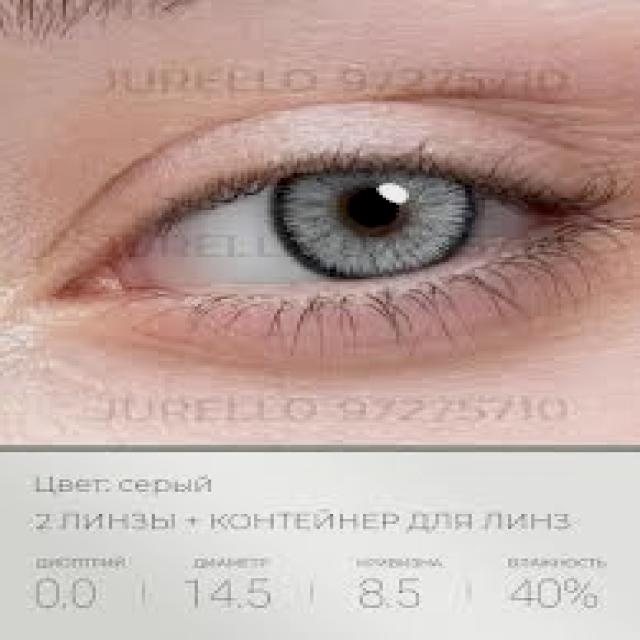 JURELLO 97275710
JURELLO
JURELLO 97275710
Цвет: серый
2 ЛИНЗЫ + КОНТЕЙНЕР ДЛЯ ЛИНЗ
ДИОПТРИЙ ДИАМЕТР КРИВИЗНА ВЛАЖНОСТЬ
0.0 | 14.5 | 8.5 | 40%